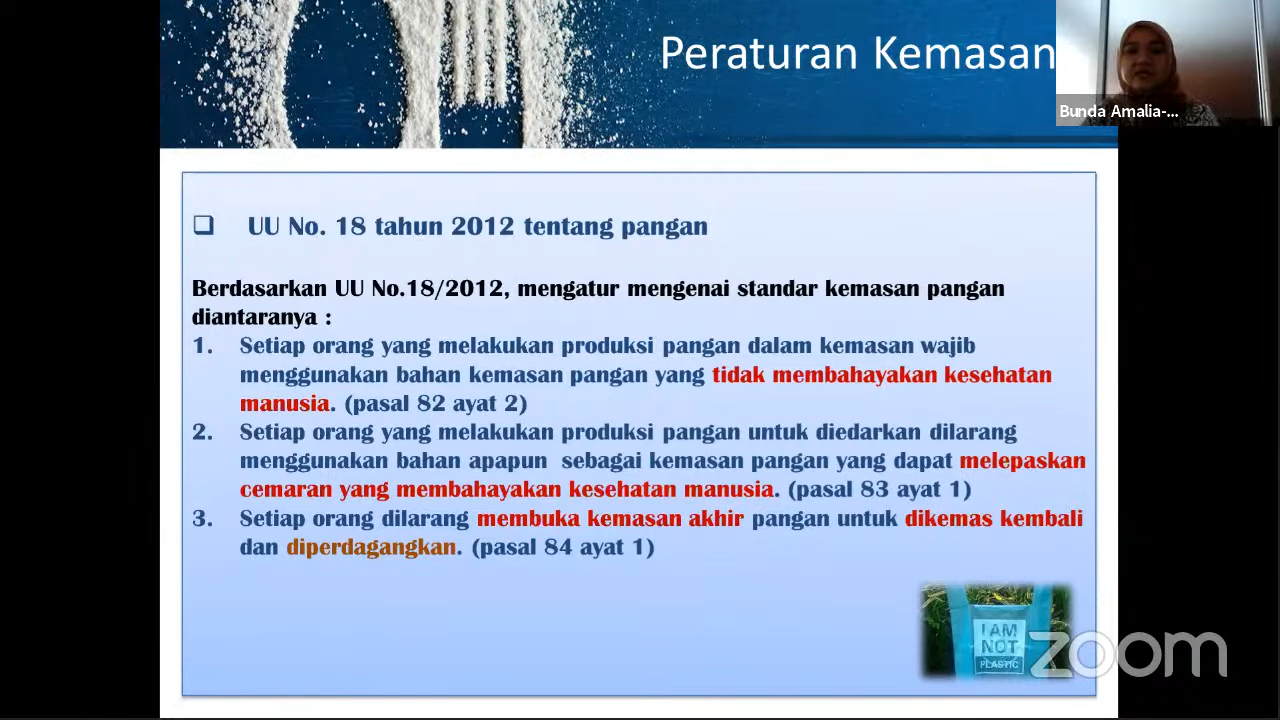 Peraturan Kemasan
Bunda Amalia-...
❑ UU No. 18 tahun 2012 tentang pangan
Berdasarkan UU No.18/2012, mengatur mengenai standar kemasan pangan
diantaranya :
1. Setiap orang yang melakukan produksi pangan dalam kemasan wajib
menggunakan bahan kemasan pangan yang tidak membahayakan kesehatan
manusia. (pasal 82 ayat 2)
2. Setiap orang yang melakukan produksi pangan untuk diedarkan dilarang
menggunakan bahan apapun sebagai kemasan pangan yang dapat melepaskan
cemaran yang membahayakan kesehatan manusia. (pasal 83 ayat 1)
3. Setiap orang dilarang membuka kemasan akhir pangan untuk dikemas kembali
dan diperdagangkan. (pasal 84 ayat 1)
I AM
NOT
PLASTIC
zoom